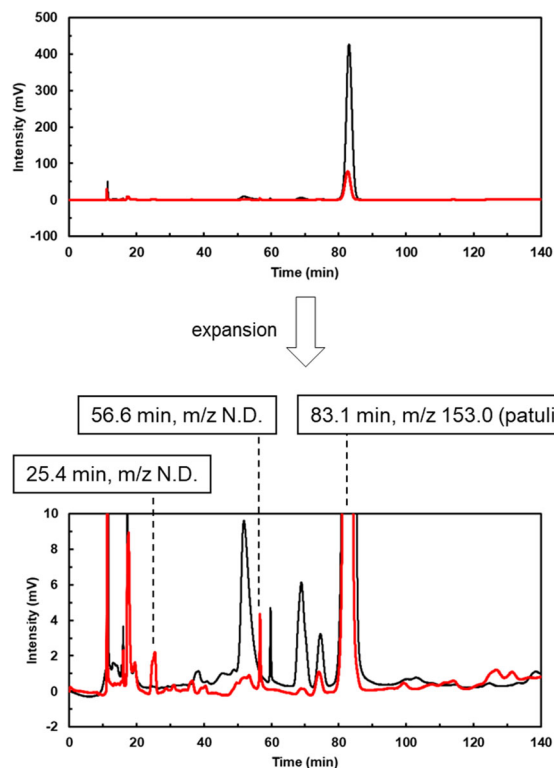 500
400
300
200
100
0
-100
Intensity (mV)
0 20 40 60 80 100 120 140
Time (min)
expansion
56.6 min, m/z N.D.
83.1 min, m/z 153.0 (patuli
25.4 min, m/z N.D.
10
8
6
4
2
0
-2
Intensity (mV)
0 20 40 60 80 100 120 140
Time (min)